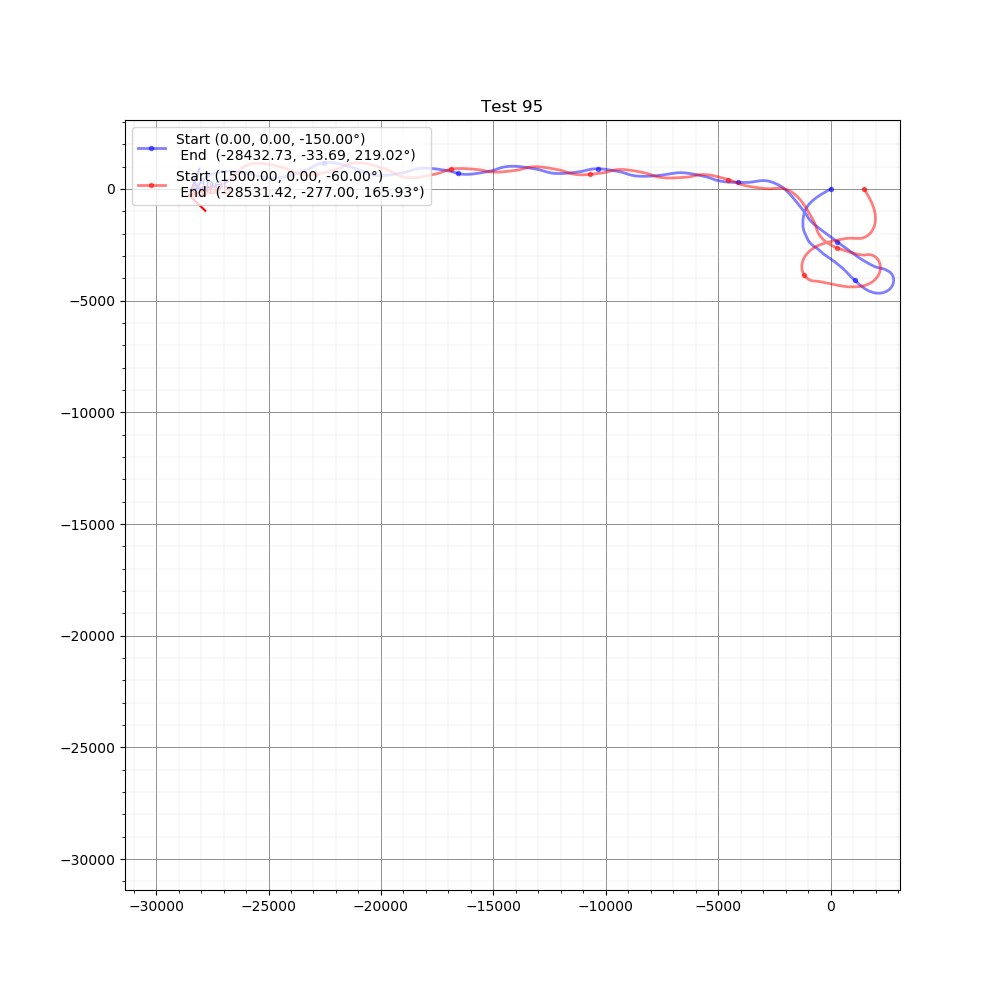 Test 95
Start (0.00, 0.00, -150.00°)
End (-28432.73, -33.69, 219.02°)
Start (1500.00, 0.00, -60.00°)
End (-28531.42, -277.00, 165.93°)
0
−5000
−10000
−15000
−20000
−25000
−30000
−30000 −25000 −20000 −15000 −10000 −5000 0